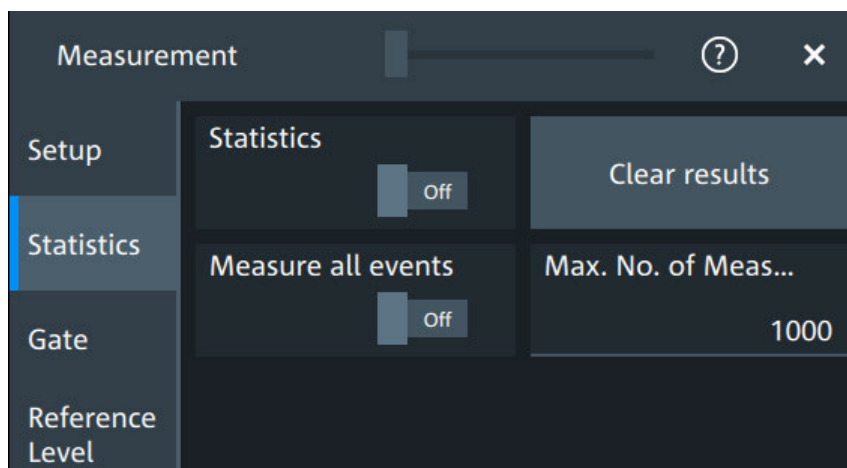 Measurement
Setup
Statistics
Gate
Reference
Level
Statistics
Off
Clear results
Measure all events
Off
Max. No. of Meas...
1000